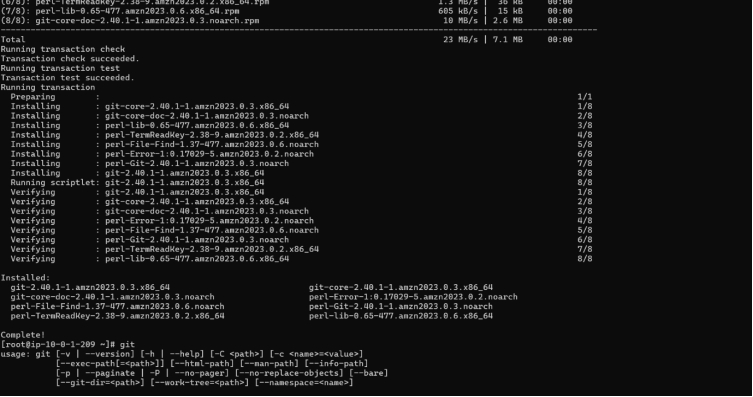 (6/8): perl-TermReadKey-2.38-9.amzn2023.0.2.x86_64.rpm 1.3 MB/s | 36 kB 00:00
(7/8): perl-lib-0.65-477.amzn2023.0.6.x86_64.rpm 605 kB/s | 15 kB 00:00
(8/8): git-core-doc-2.40.1-1.amzn2023.0.3.noarch.rpm 10 MB/s | 2.6 MB 00:00
--------------------------------------------------------------------------------
Total 23 MB/s | 7.1 MB 00:00
Running transaction check
Transaction check succeeded.
Running transaction test
Transaction test succeeded.
Running transaction
Preparing : 1/1
Installing : git-core-2.40.1-1.amzn2023.0.3.x86_64 1/8
Installing : git-core-doc-2.40.1-1.amzn2023.0.3.noarch 2/8
Installing : perl-lib-0.65-477.amzn2023.0.6.x86_64 3/8
Installing : perl-TermReadKey-2.38-9.amzn2023.0.2.x86_64 4/8
Installing : perl-File-Find-1.37-477.amzn2023.0.6.noarch 5/8
Installing : perl-Error-1:0.17029-5.amzn2023.0.2.noarch 6/8
Installing : perl-Git-2.40.1-1.amzn2023.0.3.noarch 7/8
Installing : git-2.40.1-1.amzn2023.0.3.x86_64 8/8
Running scriptlet: git-2.40.1-1.amzn2023.0.3.x86_64 8/8
Verifying : git-2.40.1-1.amzn2023.0.3.x86_64 1/8
Verifying : git-core-2.40.1-1.amzn2023.0.3.x86_64 2/8
Verifying : git-core-doc-2.40.1-1.amzn2023.0.3.noarch 3/8
Verifying : perl-Error-1:0.17029-5.amzn2023.0.2.noarch 4/8
Verifying : perl-File-Find-1.37-477.amzn2023.0.6.noarch 5/8
Verifying : perl-Git-2.40.1-1.amzn2023.0.3.noarch 6/8
Verifying : perl-TermReadKey-2.38-9.amzn2023.0.2.x86_64 7/8
Verifying : perl-lib-0.65-477.amzn2023.0.6.x86_64 8/8
Installed:
git-2.40.1-1.amzn2023.0.3.x86_64 git-core-2.40.1-1.amzn2023.0.3.x86_64
git-core-doc-2.40.1-1.amzn2023.0.3.noarch perl-Error-1:0.17029-5.amzn2023.0.2.noarch
perl-File-Find-1.37-477.amzn2023.0.6.noarch perl-Git-2.40.1-1.amzn2023.0.3.noarch
perl-TermReadKey-2.38-9.amzn2023.0.2.x86_64 perl-lib-0.65-477.amzn2023.0.6.x86_64
Complete!
[root@ip-10-0-1-209 ~]# git
usage: git [-v | --version] [-h | --help] [-C <path>] [-c <name>=<value>]
[--exec-path[=<path>]] [--html-path] [--man-path] [--info-path]
[-p | --paginate | -P | --no-pager] [--no-replace-objects] [--bare]
[--git-dir=<path>] [--work-tree=<path>] [--namespace=<name>]